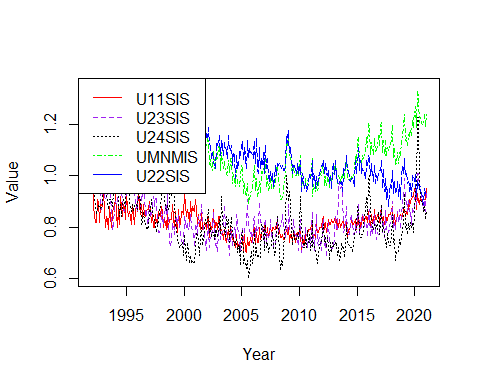 U11SIS
U23SIS
U24SIS
UMNMIS
U22SIS
Value
0.6 0.8 1.0 1.2
1995 2000 2005 2010 2015 2020
Year